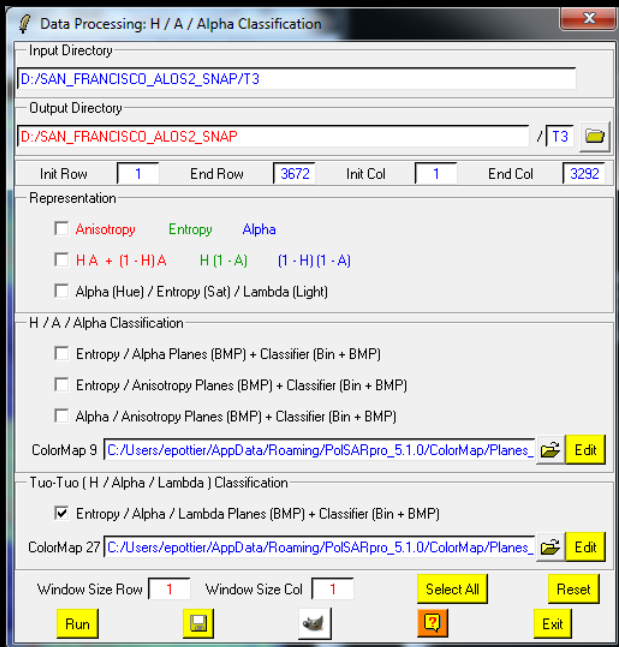 Data Processing: H / A / Alpha Classification
Input Directory
D:/SAN_FRANCISCO_ALOS2_SNAP/T3
Output Directory
D:/SAN_FRANCISCO_ALOS2_SNAP / T3
Init Row 1 End Row 3672 Init Col 1 End Col 3292
Representation
Anisotropy Entropy Alpha
H A + (1 - H) A H (1 - A) (1 - H) (1 - A)
Alpha (Hue) / Entropy (Sat) / Lambda (Light)
H / A / Alpha Classification
Entropy / Alpha Planes (BMP) + Classifier (Bin + BMP)
Entropy / Anisotropy Planes (BMP) + Classifier (Bin + BMP)
Alpha / Anisotropy Planes (BMP) + Classifier (Bin + BMP)
ColorMap 9 C:/Users/epottier/AppData/Roaming/PolSARpro_5.1.0/ColorMap/Planes_ Edit
Tuo-Tuo ( H / Alpha / Lambda ) Classification
Entropy / Alpha / Lambda Planes (BMP) + Classifier (Bin + BMP)
ColorMap 27 C:/Users/epottier/AppData/Roaming/PolSARpro_5.1.0/ColorMap/Planes_ Edit
Window Size Row 1 Window Size Col 1 Select All Reset
Run ? Exit